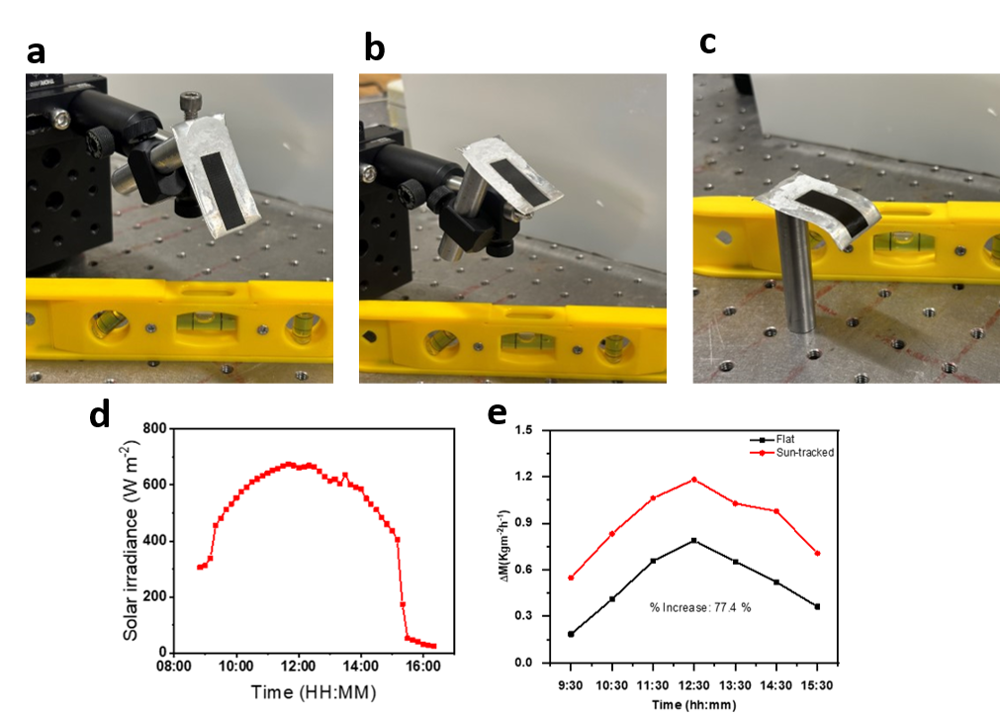 a
b
c
d
e
800
600
400
200
0
Solar irradiance (W m⁻²)
08:00 10:00 12:00 14:00 16:00
Time (HH:MM)
1.5
1.2
0.9
0.6
0.3
0.0
ΔM(Kgm⁻²h⁻¹)
Flat
Sun-tracked
% Increase: 77.4 %
9:30 10:30 11:30 12:30 13:30 14:30 15:30
Time (hh:mm)